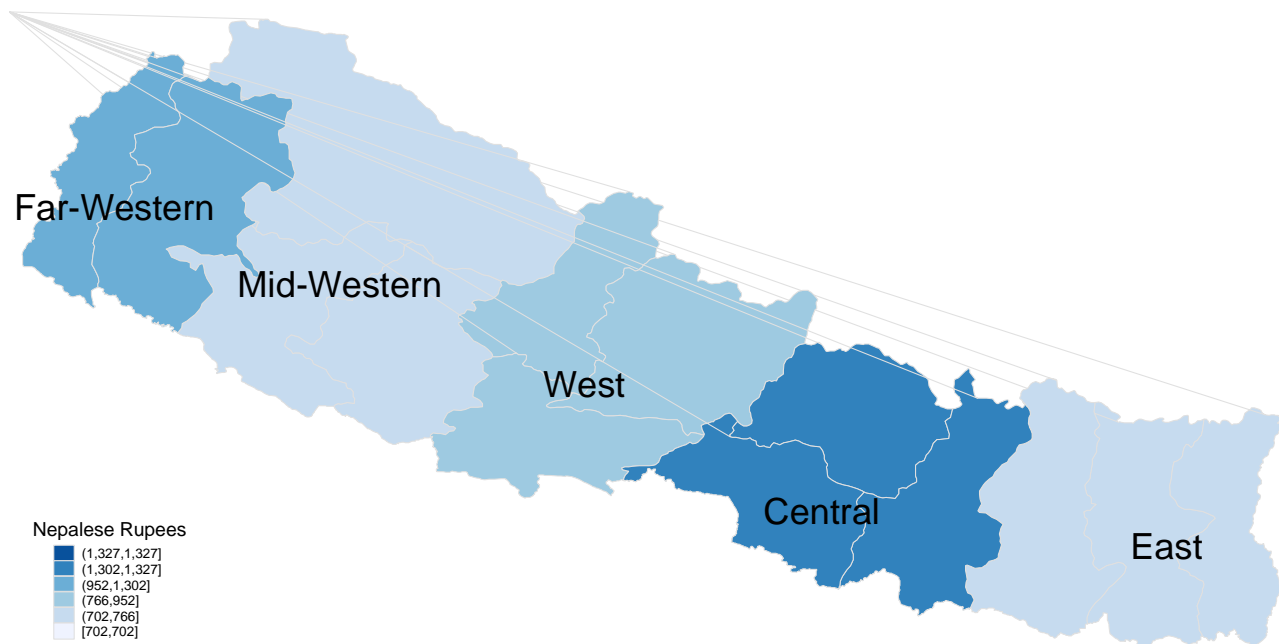 Far-Western
Mid-Western
West
Central
East
Nepalese Rupees
(1,327,1,327]
(1,302,1,327]
(952,1,302]
(766,952]
(702,766]
[702,702]